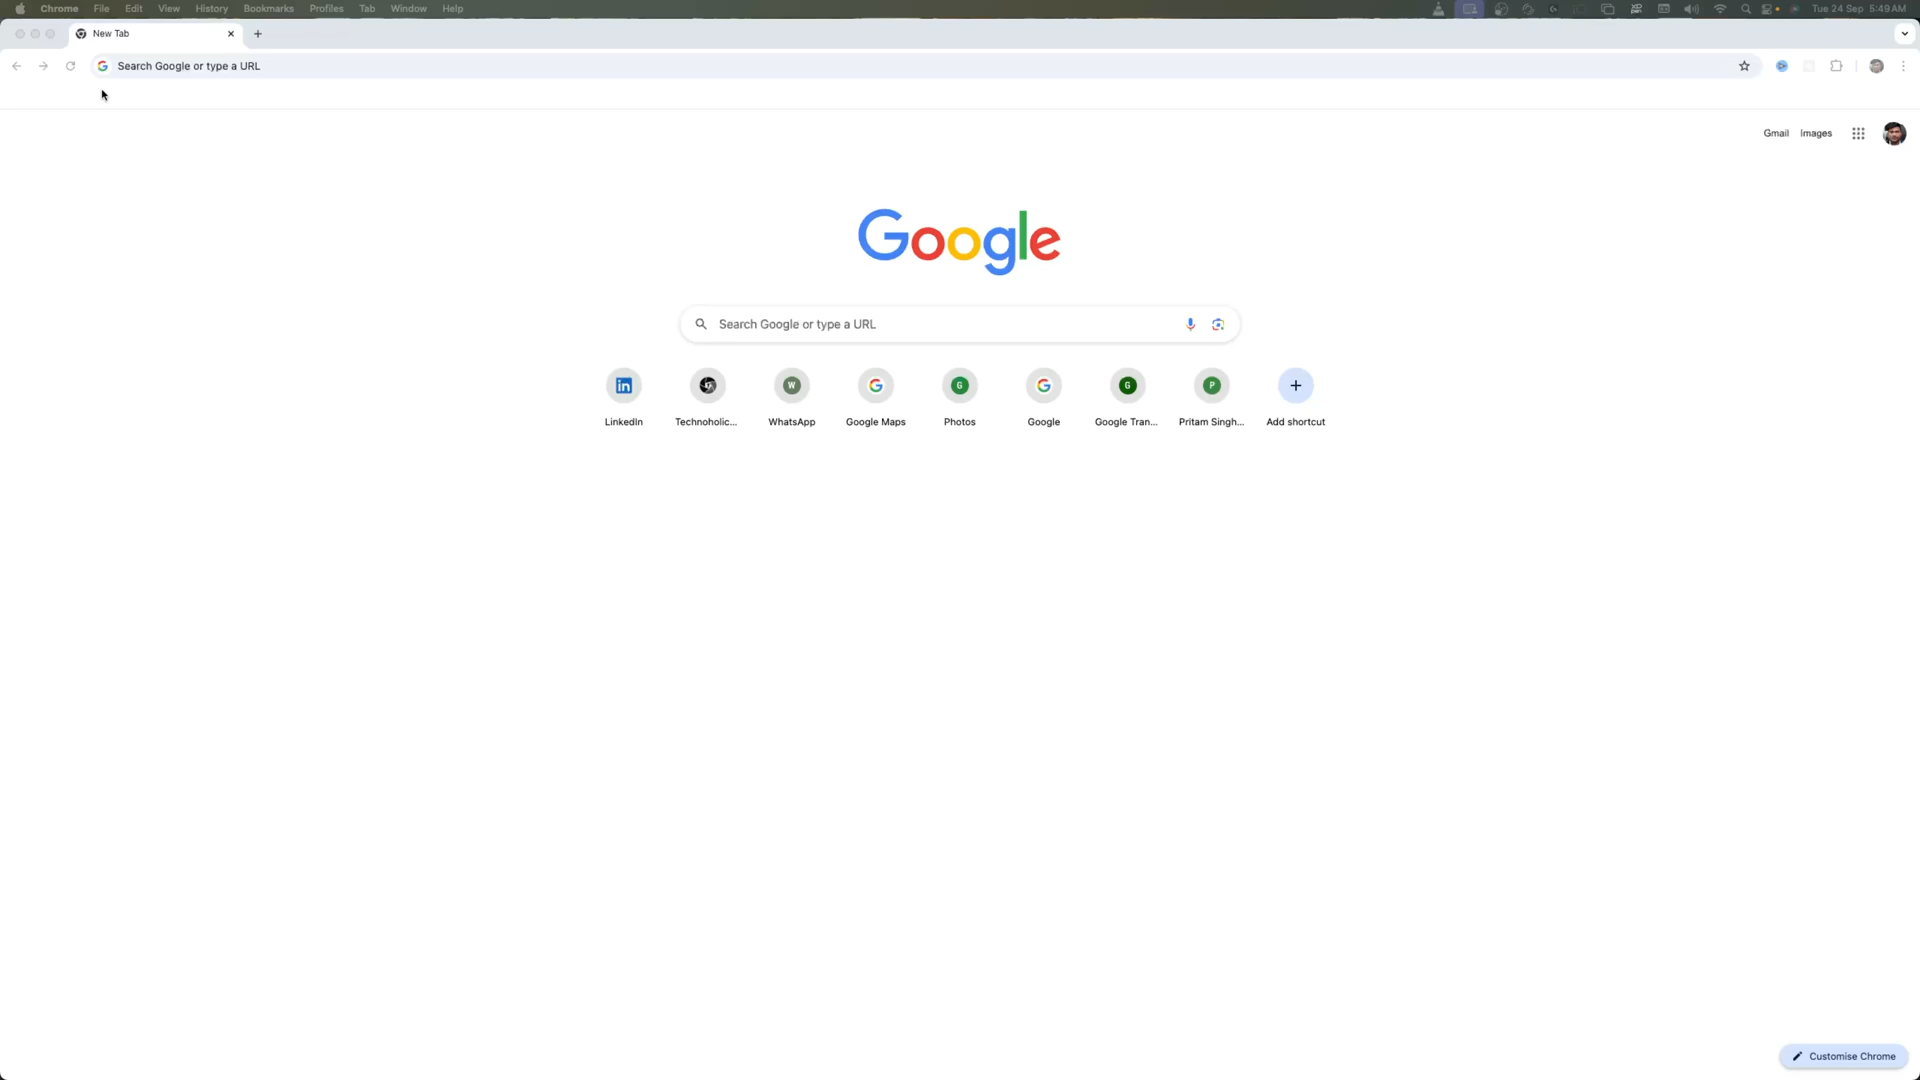 Chrome File Edit View History Bookmarks Profiles Tab Window Help Tue 24 Sep 5:49 AM
New Tab
Search Google or type a URL
Gmail Images
Google
Search Google or type a URL
in W G G P
LinkedIn Technoholic... WhatsApp Google Maps Photos Google Google Tran... Pritam Singh... Add shortcut
Customise Chrome